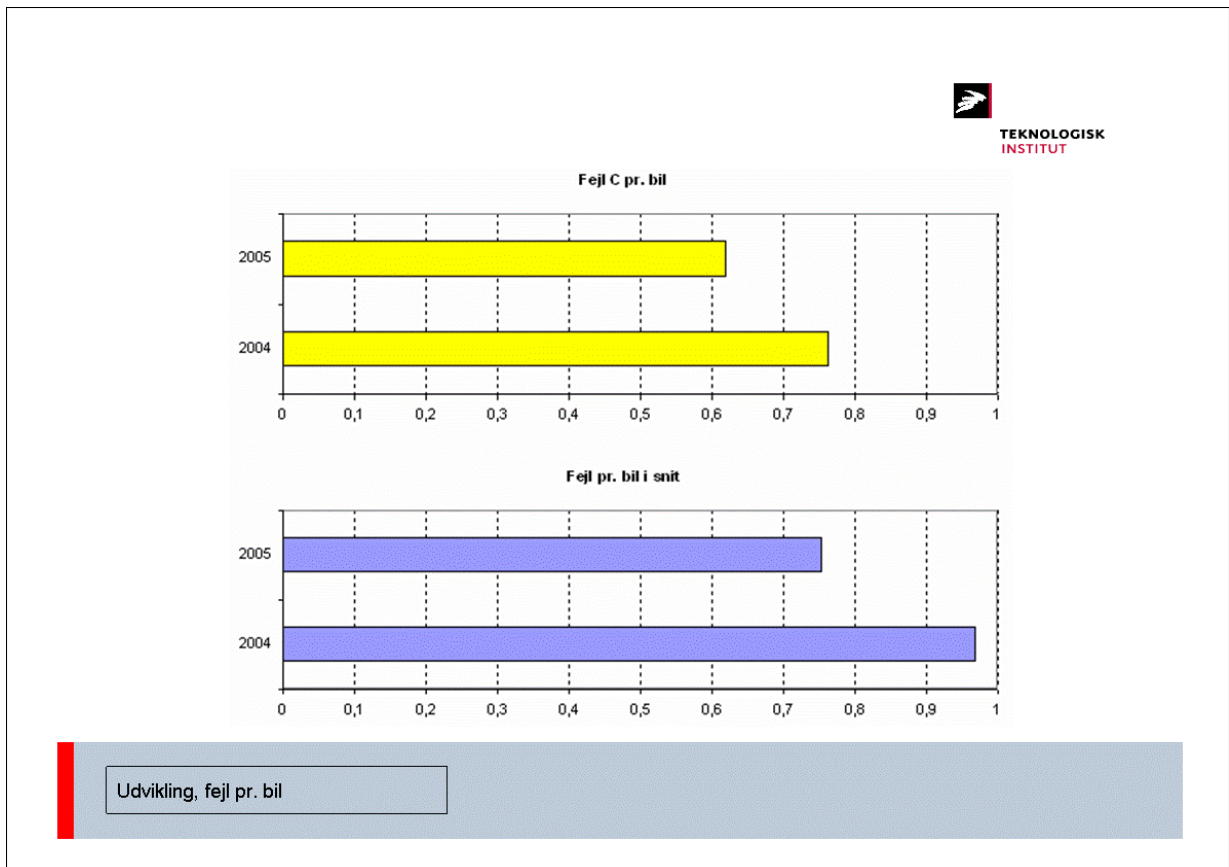 TEKNOLOGISK
INSTITUT
Fejl C pr. bil
2005
2004
0 0,1 0,2 0,3 0,4 0,5 0,6 0,7 0,8 0,9 1
Fejl pr. bil i snit
2005
2004
0 0,1 0,2 0,3 0,4 0,5 0,6 0,7 0,8 0,9 1
Udvikling, fejl pr. bil